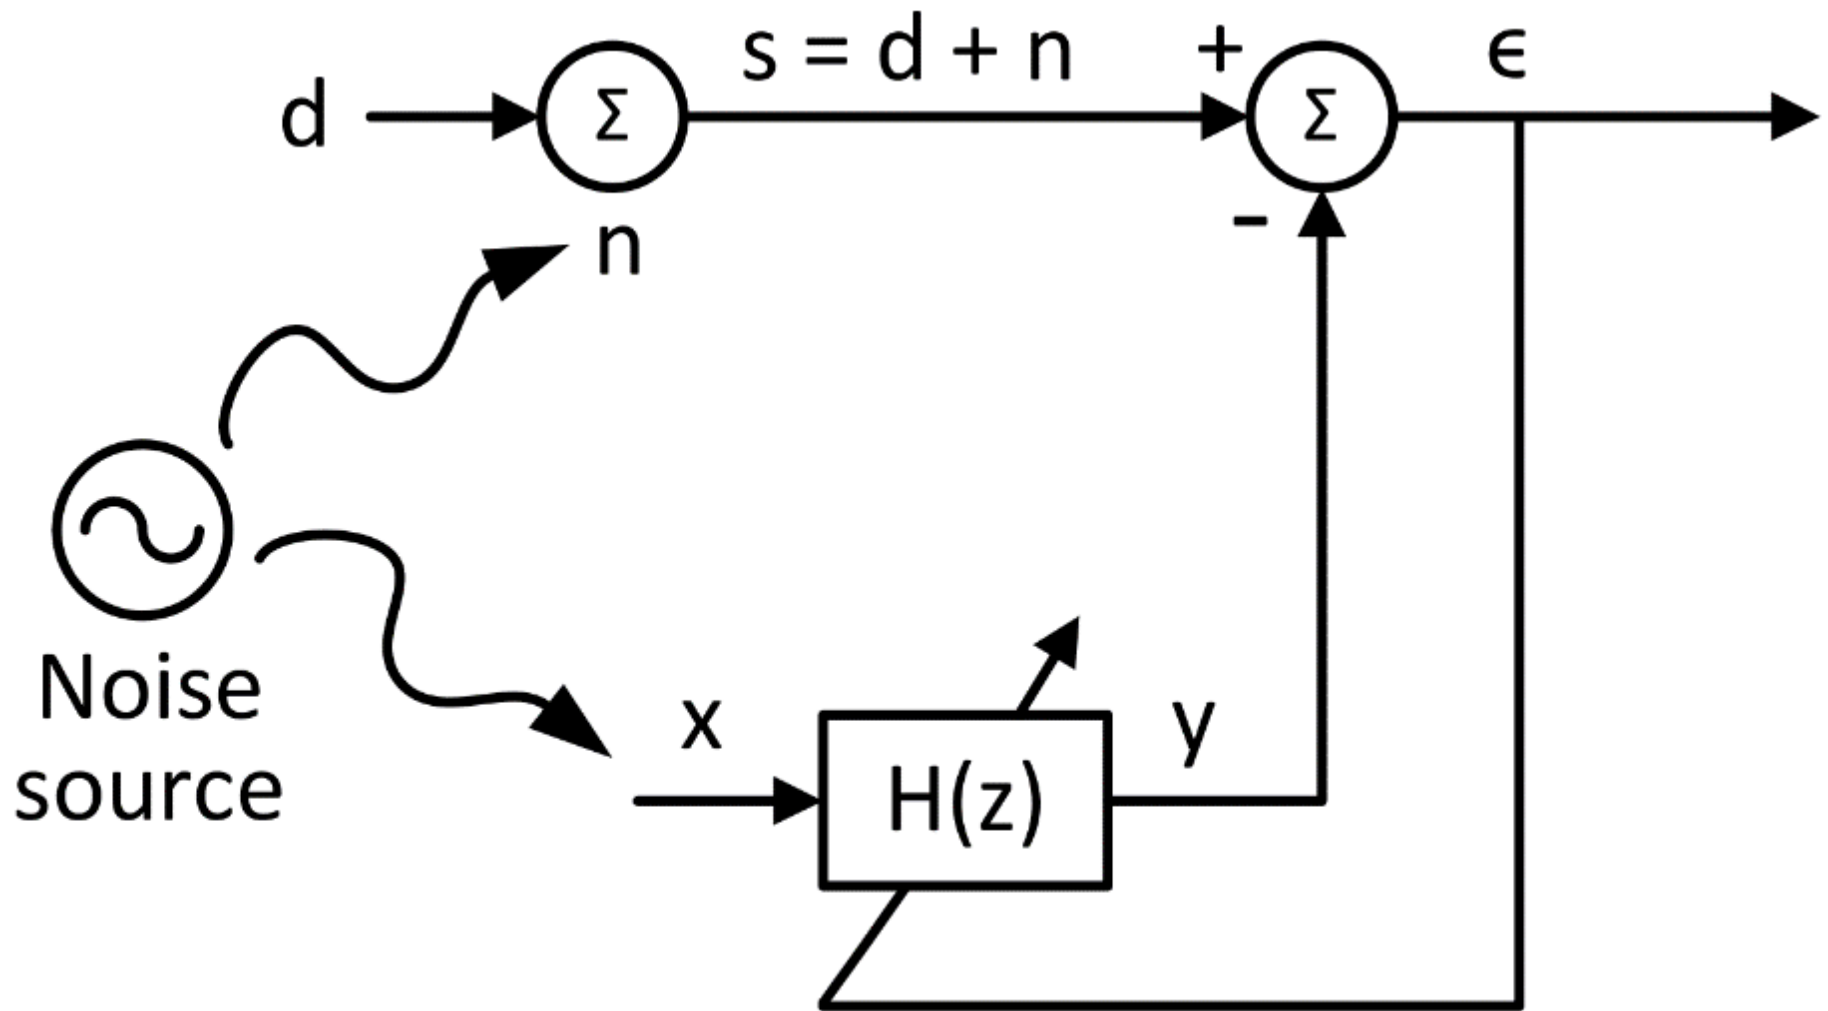 s = d + n
+
ϵ
d
Σ
Σ
-
n
Noise
source
x
H(z)
y